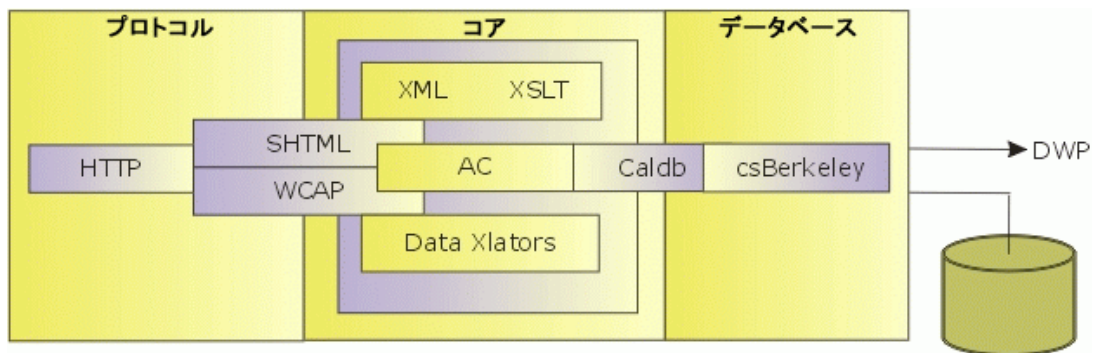 プロトコル
コア
データベース
XML XSLT
SHTML
HTTP
AC
Caldb
csBerkeley
DWP
WCAP
Data Xlators